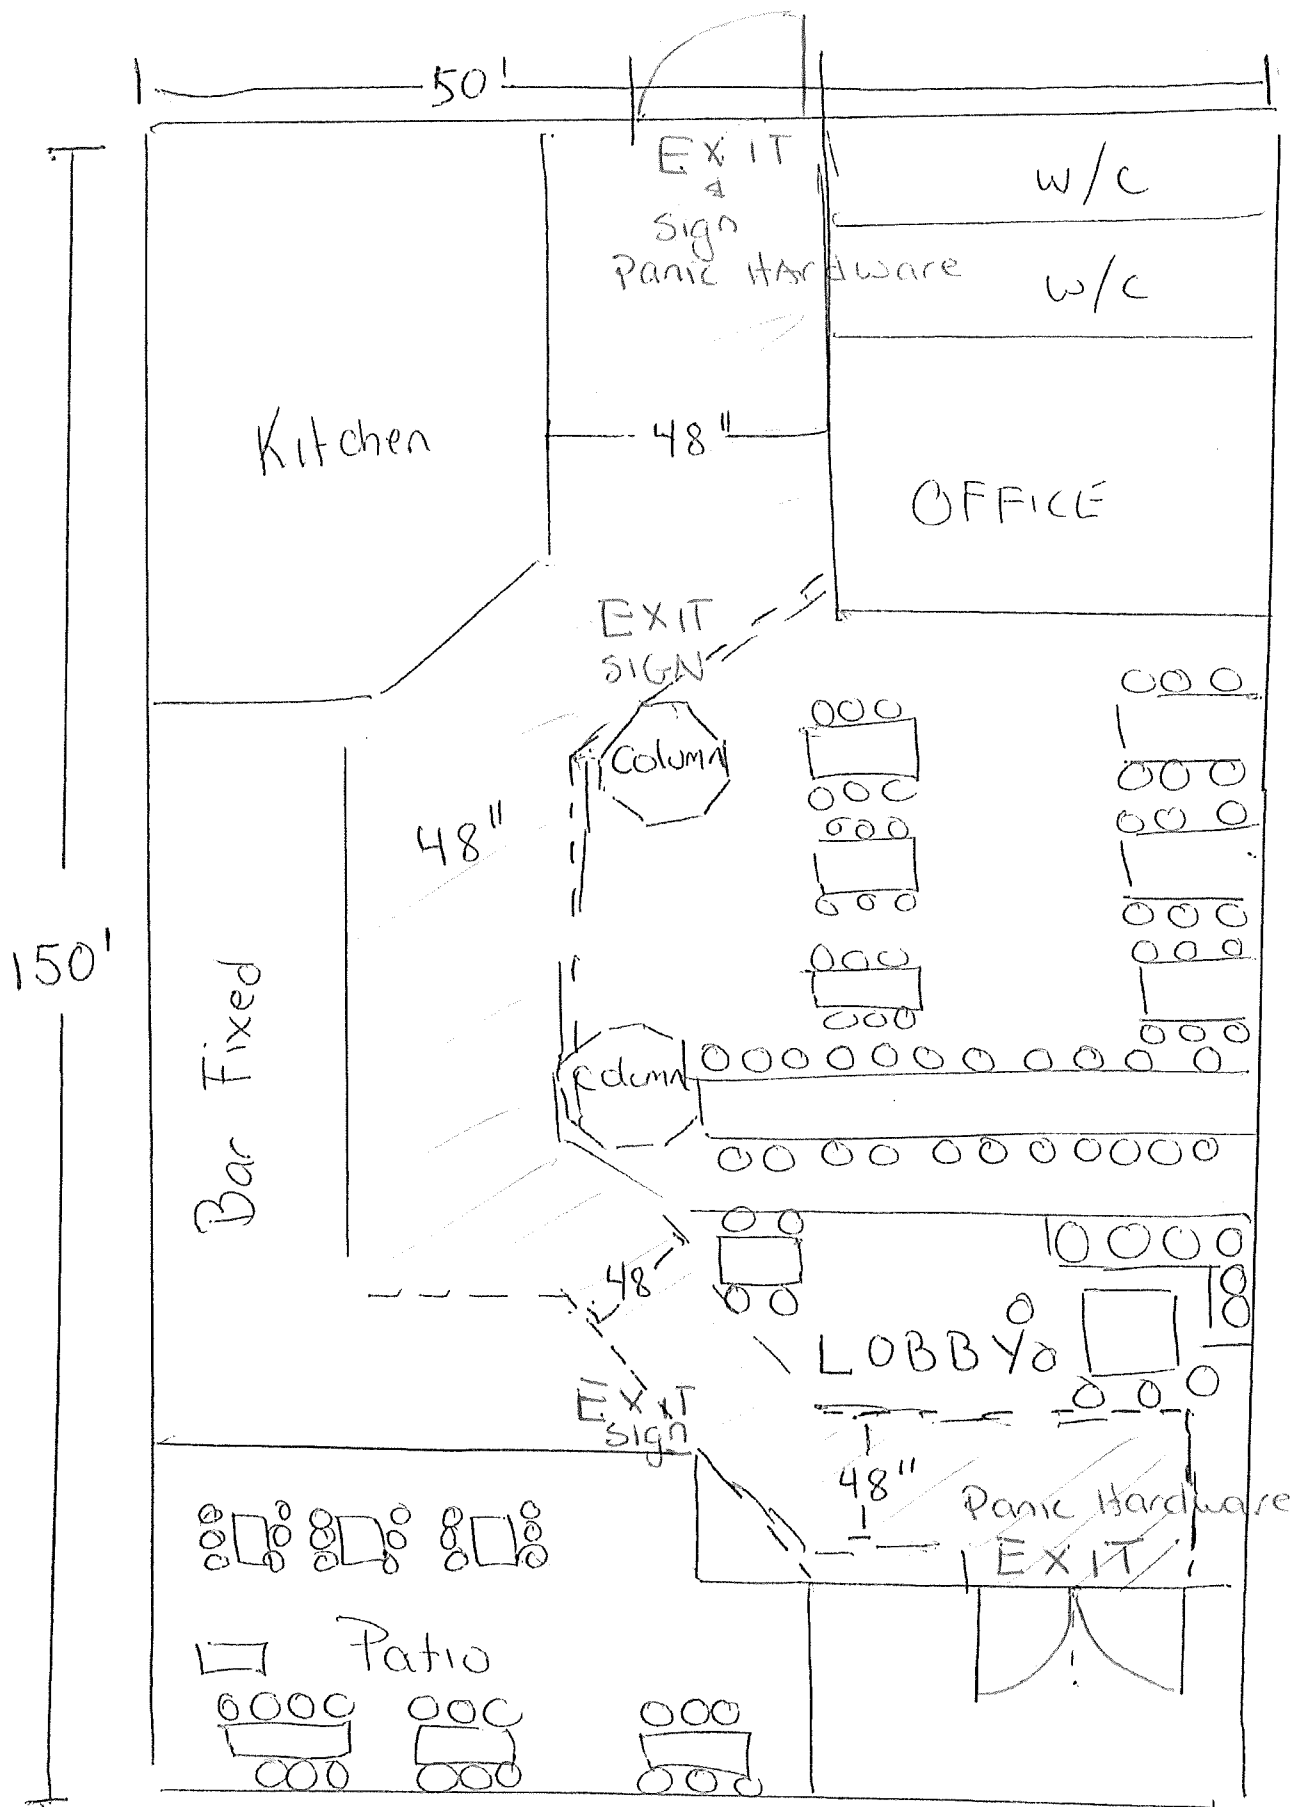 50'
EXIT
&
Sign
Panic Hardware
W/C
W/C
Kitchen
48"
OFFICE
EXIT
SIGN
Column
48"
150'
Bar Fixed
Column
48
LOBBY
EXIT
Sign
48"
Panic Hardware
EXIT
Patio